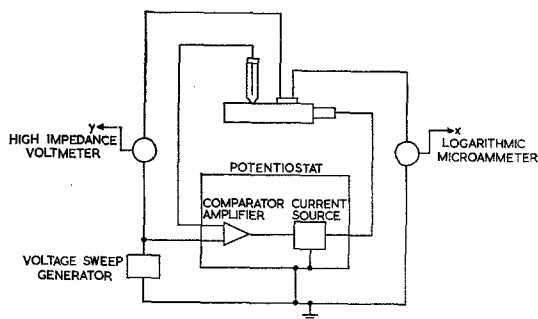 y
HIGH IMPEDANCE
VOLTMETER
x
LOGARITHMIC
MICROAMMETER
POTENTIOSTAT
COMPARATOR
AMPLIFIER
CURRENT
SOURCE
VOLTAGE SWEEP
GENERATOR